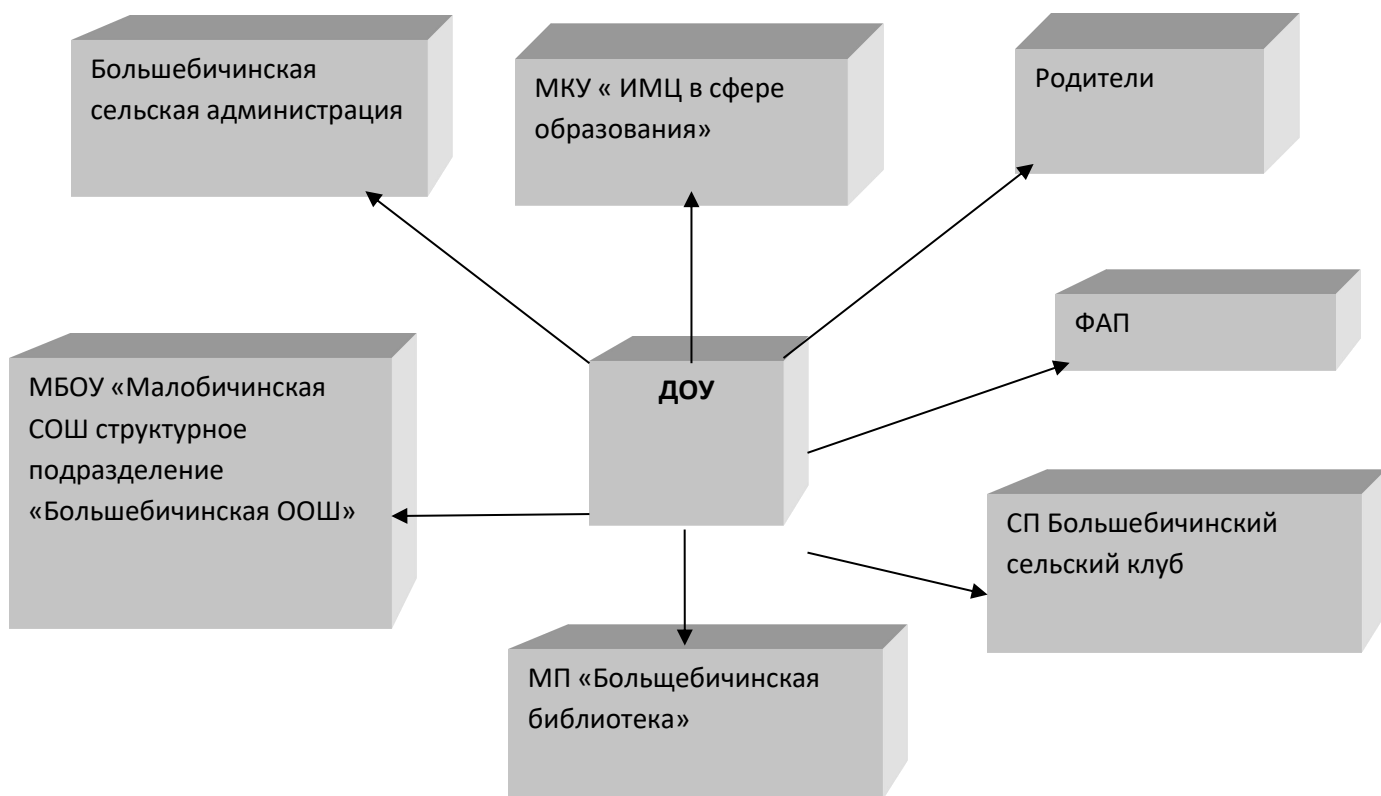 Большебичинская
сельская администрация
МКУ « ИМЦ в сфере
образования»
Родители
ФАП
ДОУ
МБОУ «Малобичинская
СОШ структурное
подразделение
«Большебичинская ООШ»
СП Большебичинский
сельский клуб
МП «Больщебичинская
библиотека»